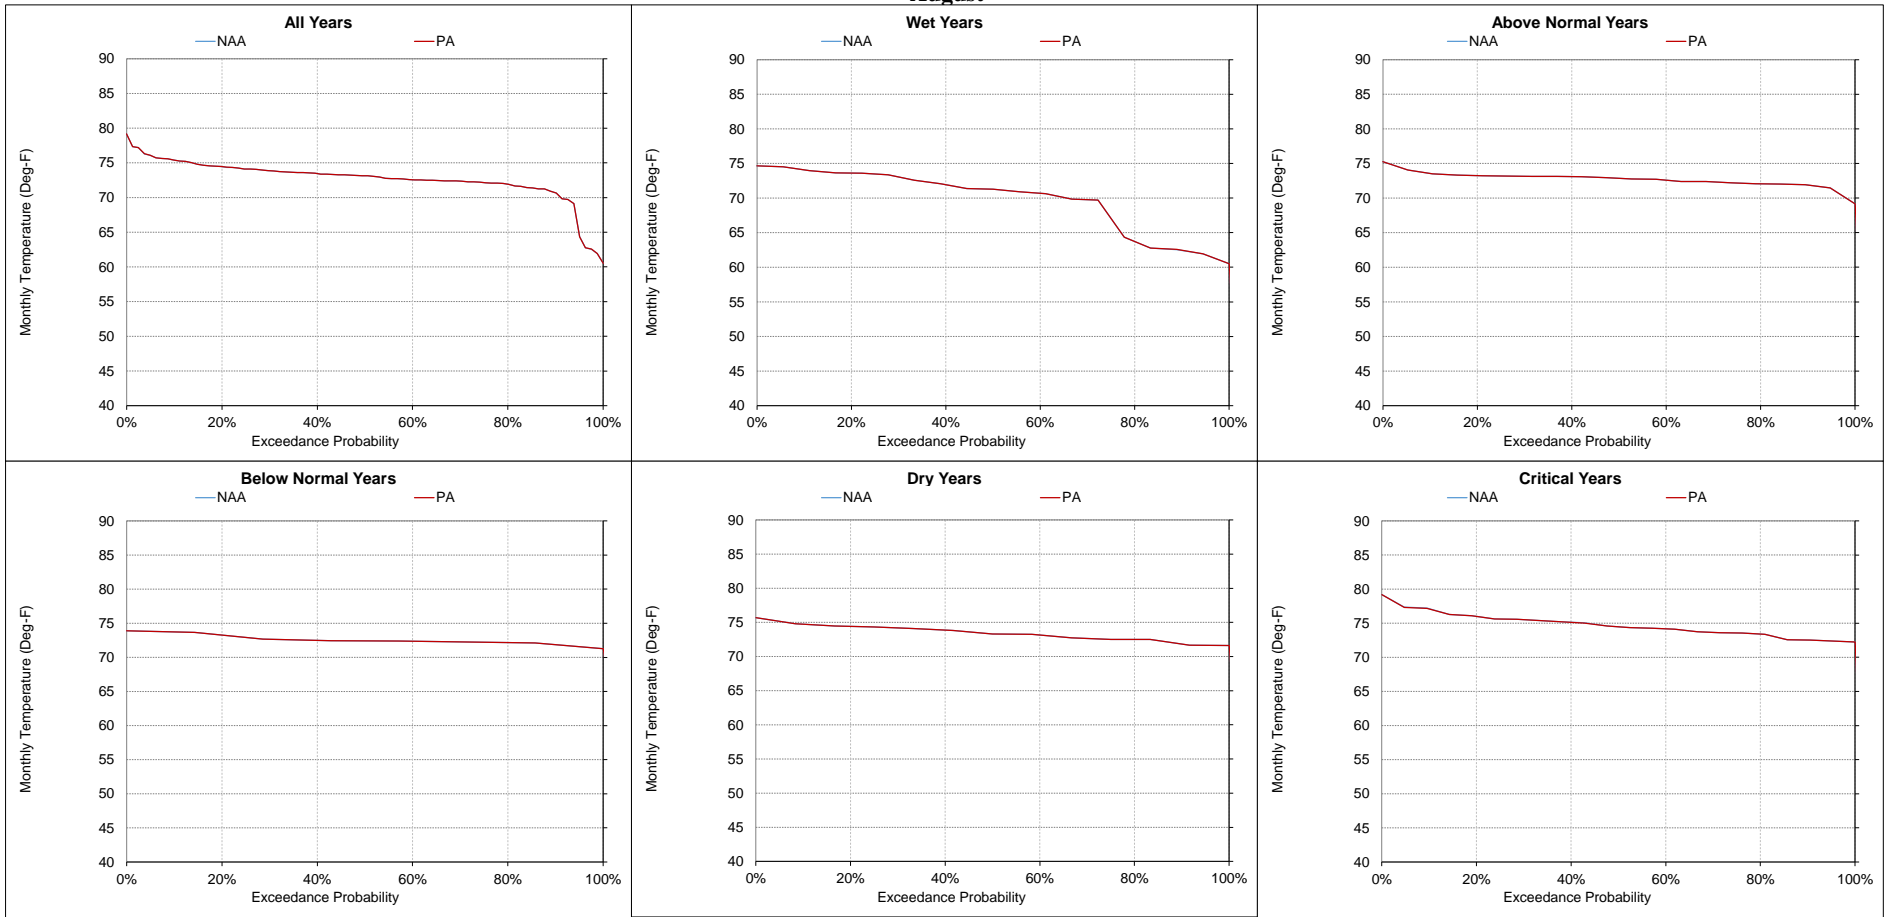 August
All Years
NAA PA
90
85
80
75
70
65
60
55
50
45
40
Monthly Temperature (Deg-F)
0% 20% 40% 60% 80% 100%
Exceedance Probability
Wet Years
NAA PA
90
85
80
75
70
65
60
55
50
45
40
Monthly Temperature (Deg-F)
0% 20% 40% 60% 80% 100%
Exceedance Probability
Above Normal Years
NAA PA
90
85
80
75
70
65
60
55
50
45
40
Monthly Temperature (Deg-F)
0% 20% 40% 60% 80% 100%
Exceedance Probability
Below Normal Years
NAA PA
90
85
80
75
70
65
60
55
50
45
40
Monthly Temperature (Deg-F)
0% 20% 40% 60% 80% 100%
Exceedance Probability
Dry Years
NAA PA
90
85
80
75
70
65
60
55
50
45
40
Monthly Temperature (Deg-F)
0% 20% 40% 60% 80% 100%
Exceedance Probability
Critical Years
NAA PA
90
85
80
75
70
65
60
55
50
45
40
Monthly Temperature (Deg-F)
0% 20% 40% 60% 80% 100%
Exceedance Probability